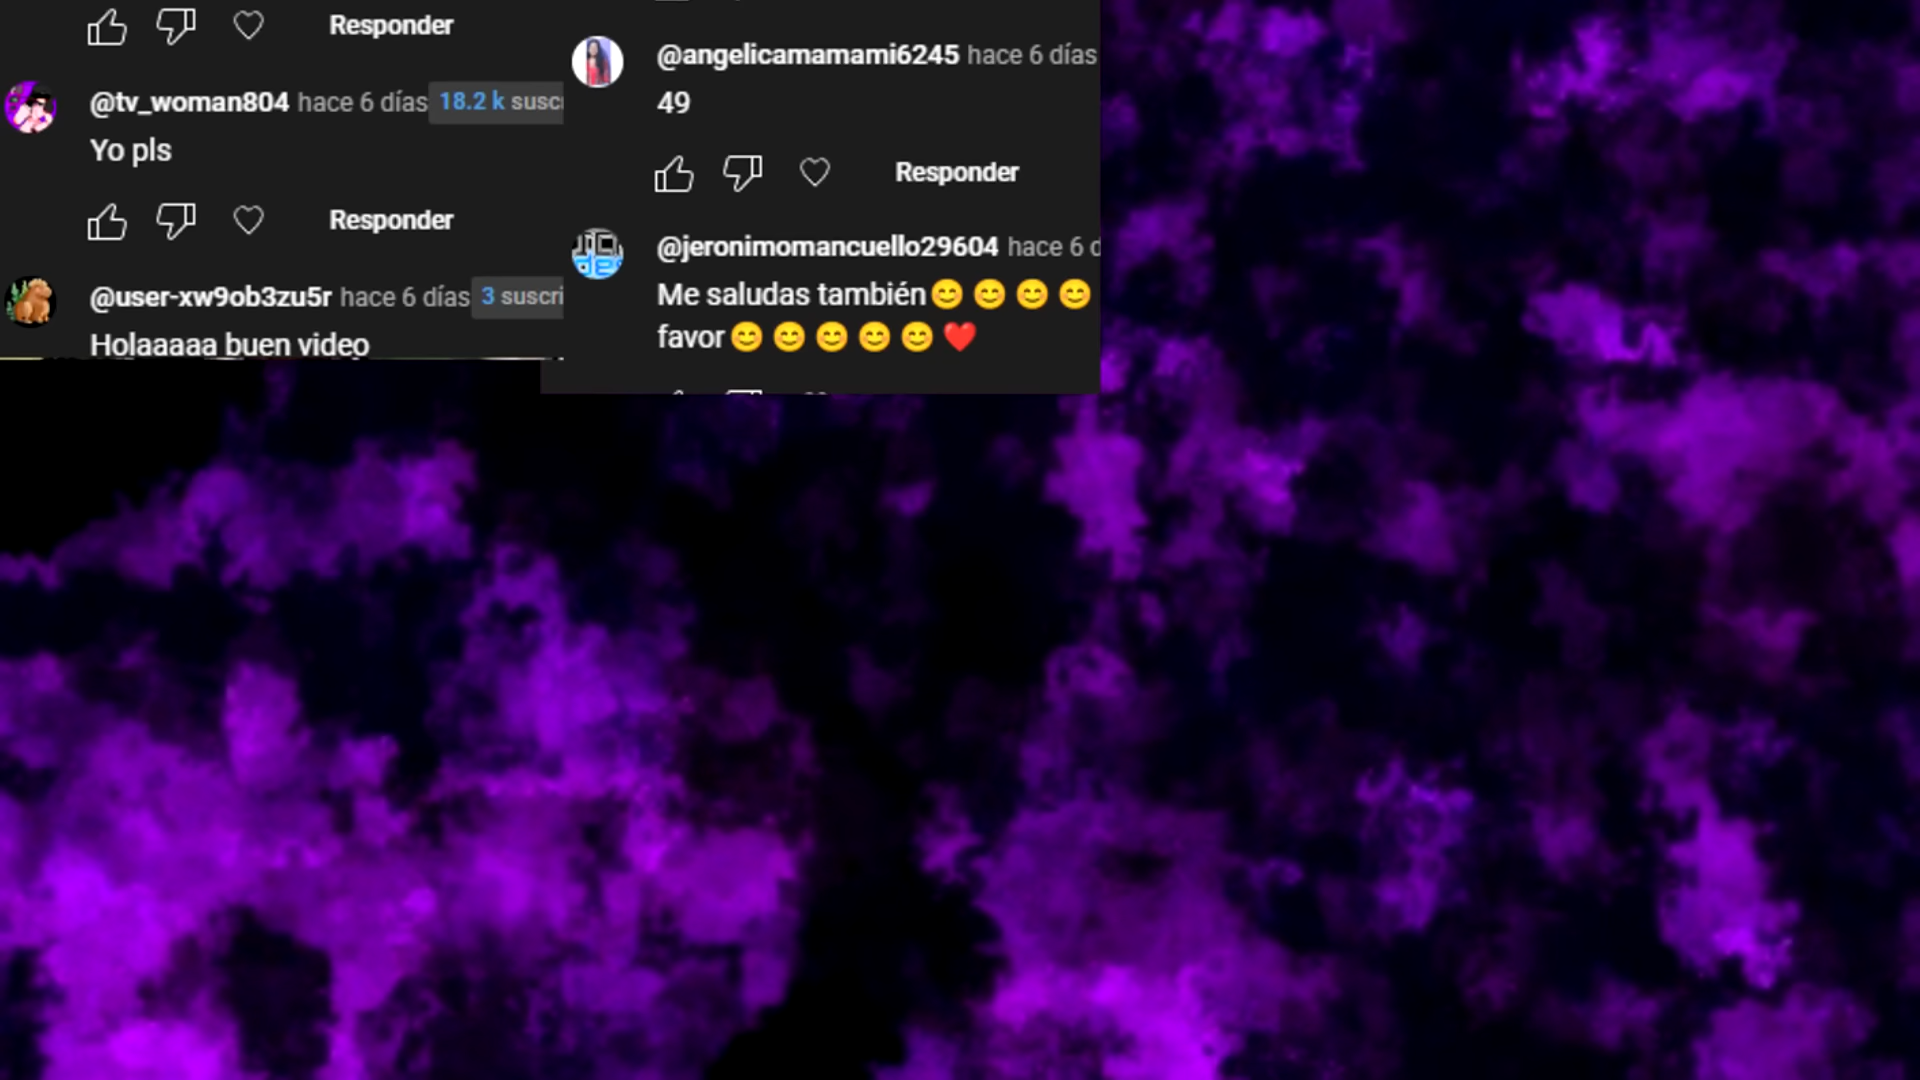 Responder
@tv_woman804 hace 6 días 18.2 k
Yo pls
Responder
@user-xw9ob3zu5r hace 6 días 3
Holaaaaa buen video
@angelicamamami6245 hace 6 días
49
Responder
@jeronimomancuello29604 hace 6
Me saludas también😊 😊 😊 😊
favor😊 😊 😊 😊 😊 ❤️